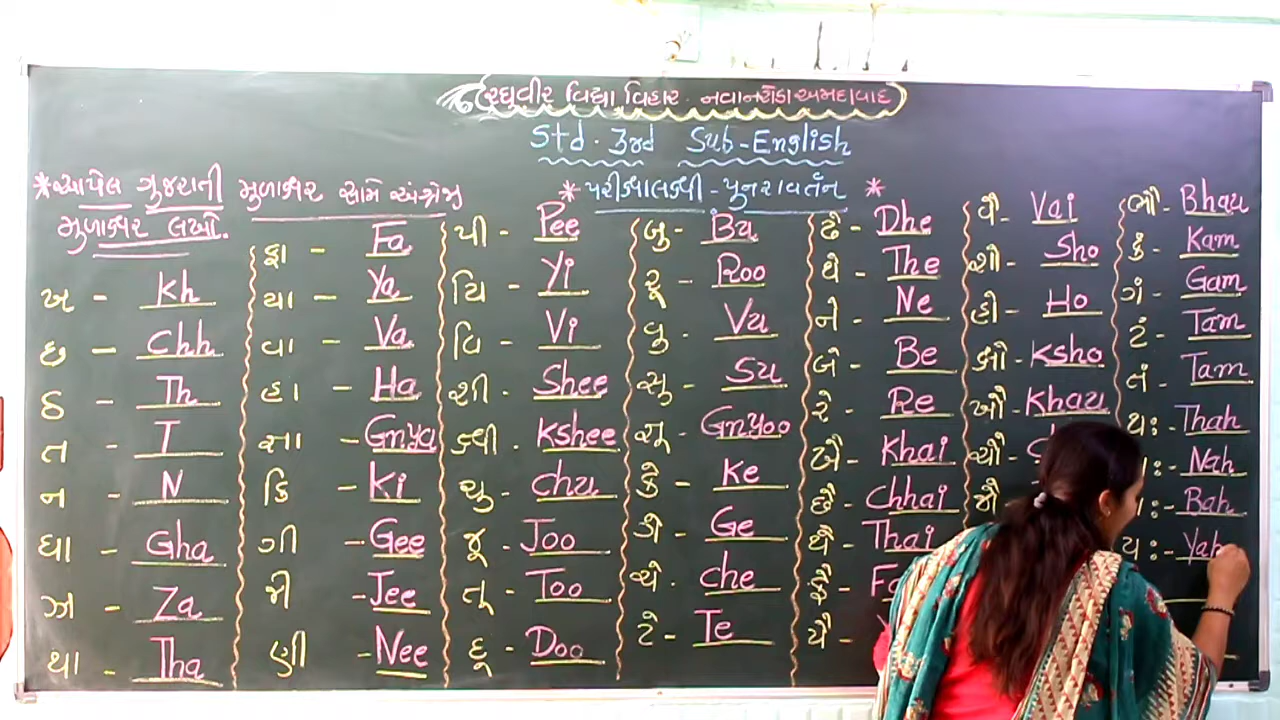 રઘુવીર વિદ્યા વિહાર નવાનરોડા અમદાવાદ
Std. 3rd Sub-English
*આપેલ ગુજરાતી મુળાક્ષર સામે અંગ્રેજી
મુળાક્ષર લખો.
* - પુનરાવર્તન *
ખ - Kh
છ - Chh
ઠ - Th
ત - T
ન - N
ઘા - Gha
ઝા - Za
થા - Tha
ફા - Fa
યા - Ya
વા - Va
હા - Ha
જ્ઞા - Gnya
કિ - Ki
ગી - Gee
જી - Jee
ણી - Nee
પી - Pee
યિ - Yi
વિ - Vi
શી - Shee
ક્ષી - Kshee
ચુ - Chu
જૂ - Joo
તૂ - Too
દૂ - Doo
બુ - Bu
રૂ - Roo
વુ - Vu
સુ - Su
જ્ઞૂ - Gnyoo
કે - Ke
ગે - Ge
ચે - Che
ટે - Te
ઢે - Dhe
થે - The
ને - Ne
બે - Be
રે - Re
ખૈ - Khai
છૈ - Chhai
થૈ - Thai
ફૈ -
યૈ -
વૈ - Vai
શો - Sho
હો - Ho
ક્ષો - Ksho
ખૌ - Khau
ચૌ -
ભૌ - Bhau
કં - Kam
ગં - Gam
ટં - Tam
તં - Tam
થઃ - Thah
Nah
Bah
યઃ - Yah